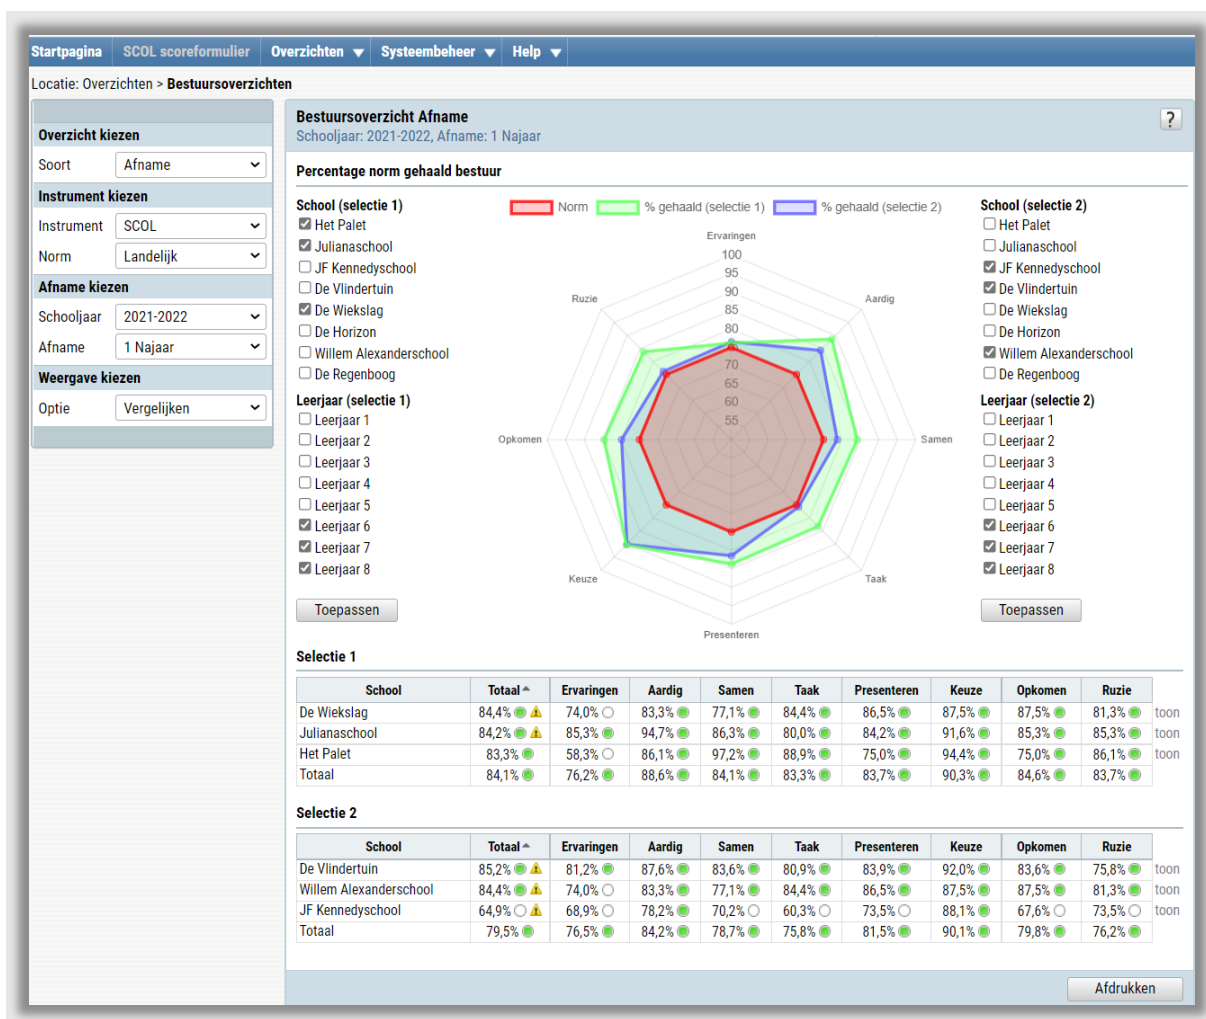 Startpagina SCOL scoreformulier Overzichten Systeembeheer Help
Locatie: Overzichten > Bestuursoverzichten
Overzicht kiezen
Soort Afname
Instrument kiezen
Instrument SCOL
Norm Landelijk
Afname kiezen
Schooljaar 2021-2022
Afname 1 Najaar
Weergave kiezen
Optie Vergelijken
Bestuursoverzicht Afname
Schooljaar: 2021-2022, Afname: 1 Najaar
?
Percentage norm gehaald bestuur
School (selectie 1)
Het Palet
Julianaschool
JF Kennedyschool
De Vlindertuin
De Wiekslag
De Horizon
Willem Alexanderschool
De Regenboog
Leerjaar (selectie 1)
Leerjaar 1
Leerjaar 2
Leerjaar 3
Leerjaar 4
Leerjaar 5
Leerjaar 6
Leerjaar 7
Leerjaar 8
Toepassen
Norm % gehaald (selectie 1) % gehaald (selectie 2)
Ervaringen
100
95
90
85
80
70
65
60
55
Aardig
Samen
Taak
Presenteren
Keuze
Opkomen
Ruzie
School (selectie 2)
Het Palet
Julianaschool
JF Kennedyschool
De Vlindertuin
De Wiekslag
De Horizon
Willem Alexanderschool
De Regenboog
Leerjaar (selectie 2)
Leerjaar 1
Leerjaar 2
Leerjaar 3
Leerjaar 4
Leerjaar 5
Leerjaar 6
Leerjaar 7
Leerjaar 8
Toepassen
Selectie 1
School Totaal Ervaringen Aardig Samen Taak Presenteren Keuze Opkomen Ruzie
De Wiekslag 84,4% 74,0% 83,3% 77,1% 84,4% 86,5% 87,5% 87,5% 81,3% toon
Julianaschool 84,2% 85,3% 94,7% 86,3% 80,0% 84,2% 91,6% 85,3% 85,3% toon
Het Palet 83,3% 58,3% 86,1% 97,2% 88,9% 75,0% 94,4% 75,0% 86,1% toon
Totaal 84,1% 76,2% 88,6% 84,1% 83,3% 83,7% 90,3% 84,6% 83,7%
Selectie 2
School Totaal Ervaringen Aardig Samen Taak Presenteren Keuze Opkomen Ruzie
De Vlindertuin 85,2% 81,2% 87,6% 83,6% 80,9% 83,9% 92,0% 83,6% 75,8% toon
Willem Alexanderschool 84,4% 74,0% 83,3% 77,1% 84,4% 86,5% 87,5% 87,5% 81,3% toon
JF Kennedyschool 64,9% 68,9% 78,2% 70,2% 60,3% 73,5% 88,1% 67,6% 73,5% toon
Totaal 79,5% 76,5% 84,2% 78,7% 75,8% 81,5% 90,1% 79,8% 76,2%
Afdrukken